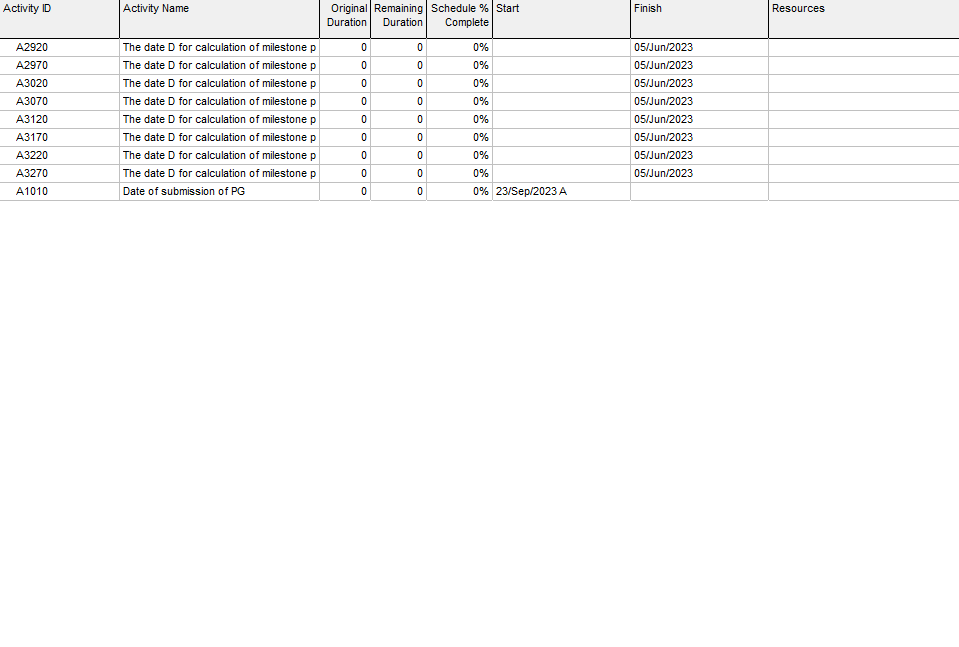 Activity ID Activity Name Original Duration Remaining Duration Schedule % Complete Start Finish Resources
A2920 The date D for calculation of milestone p 0 0 0% 05/Jun/2023
A2970 The date D for calculation of milestone p 0 0 0% 05/Jun/2023
A3020 The date D for calculation of milestone p 0 0 0% 05/Jun/2023
A3070 The date D for calculation of milestone p 0 0 0% 05/Jun/2023
A3120 The date D for calculation of milestone p 0 0 0% 05/Jun/2023
A3170 The date D for calculation of milestone p 0 0 0% 05/Jun/2023
A3220 The date D for calculation of milestone p 0 0 0% 05/Jun/2023
A3270 The date D for calculation of milestone p 0 0 0% 05/Jun/2023
A1010 Date of submission of PG 0 0 0% 23/Sep/2023 A